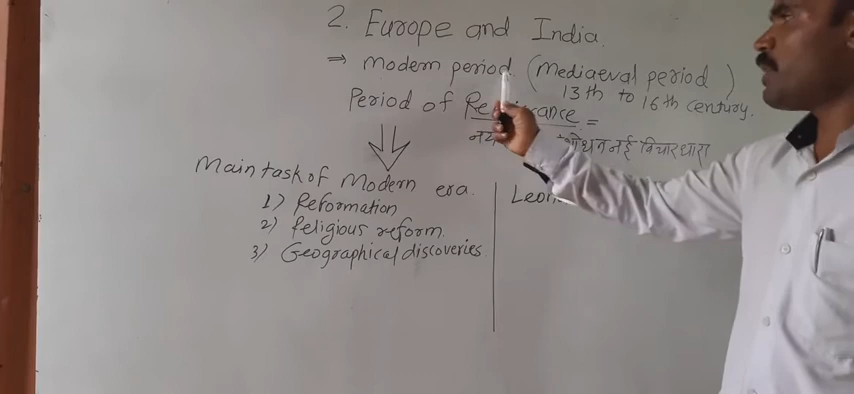 2. Europe and India.
⇒ Modern period. (Mediaeval period)
13th to 16th century.
Period of =
नई विचारधारा
Main task of Modern era.
1) Reformation
2) Religious reform.
3) Geographical discoveries